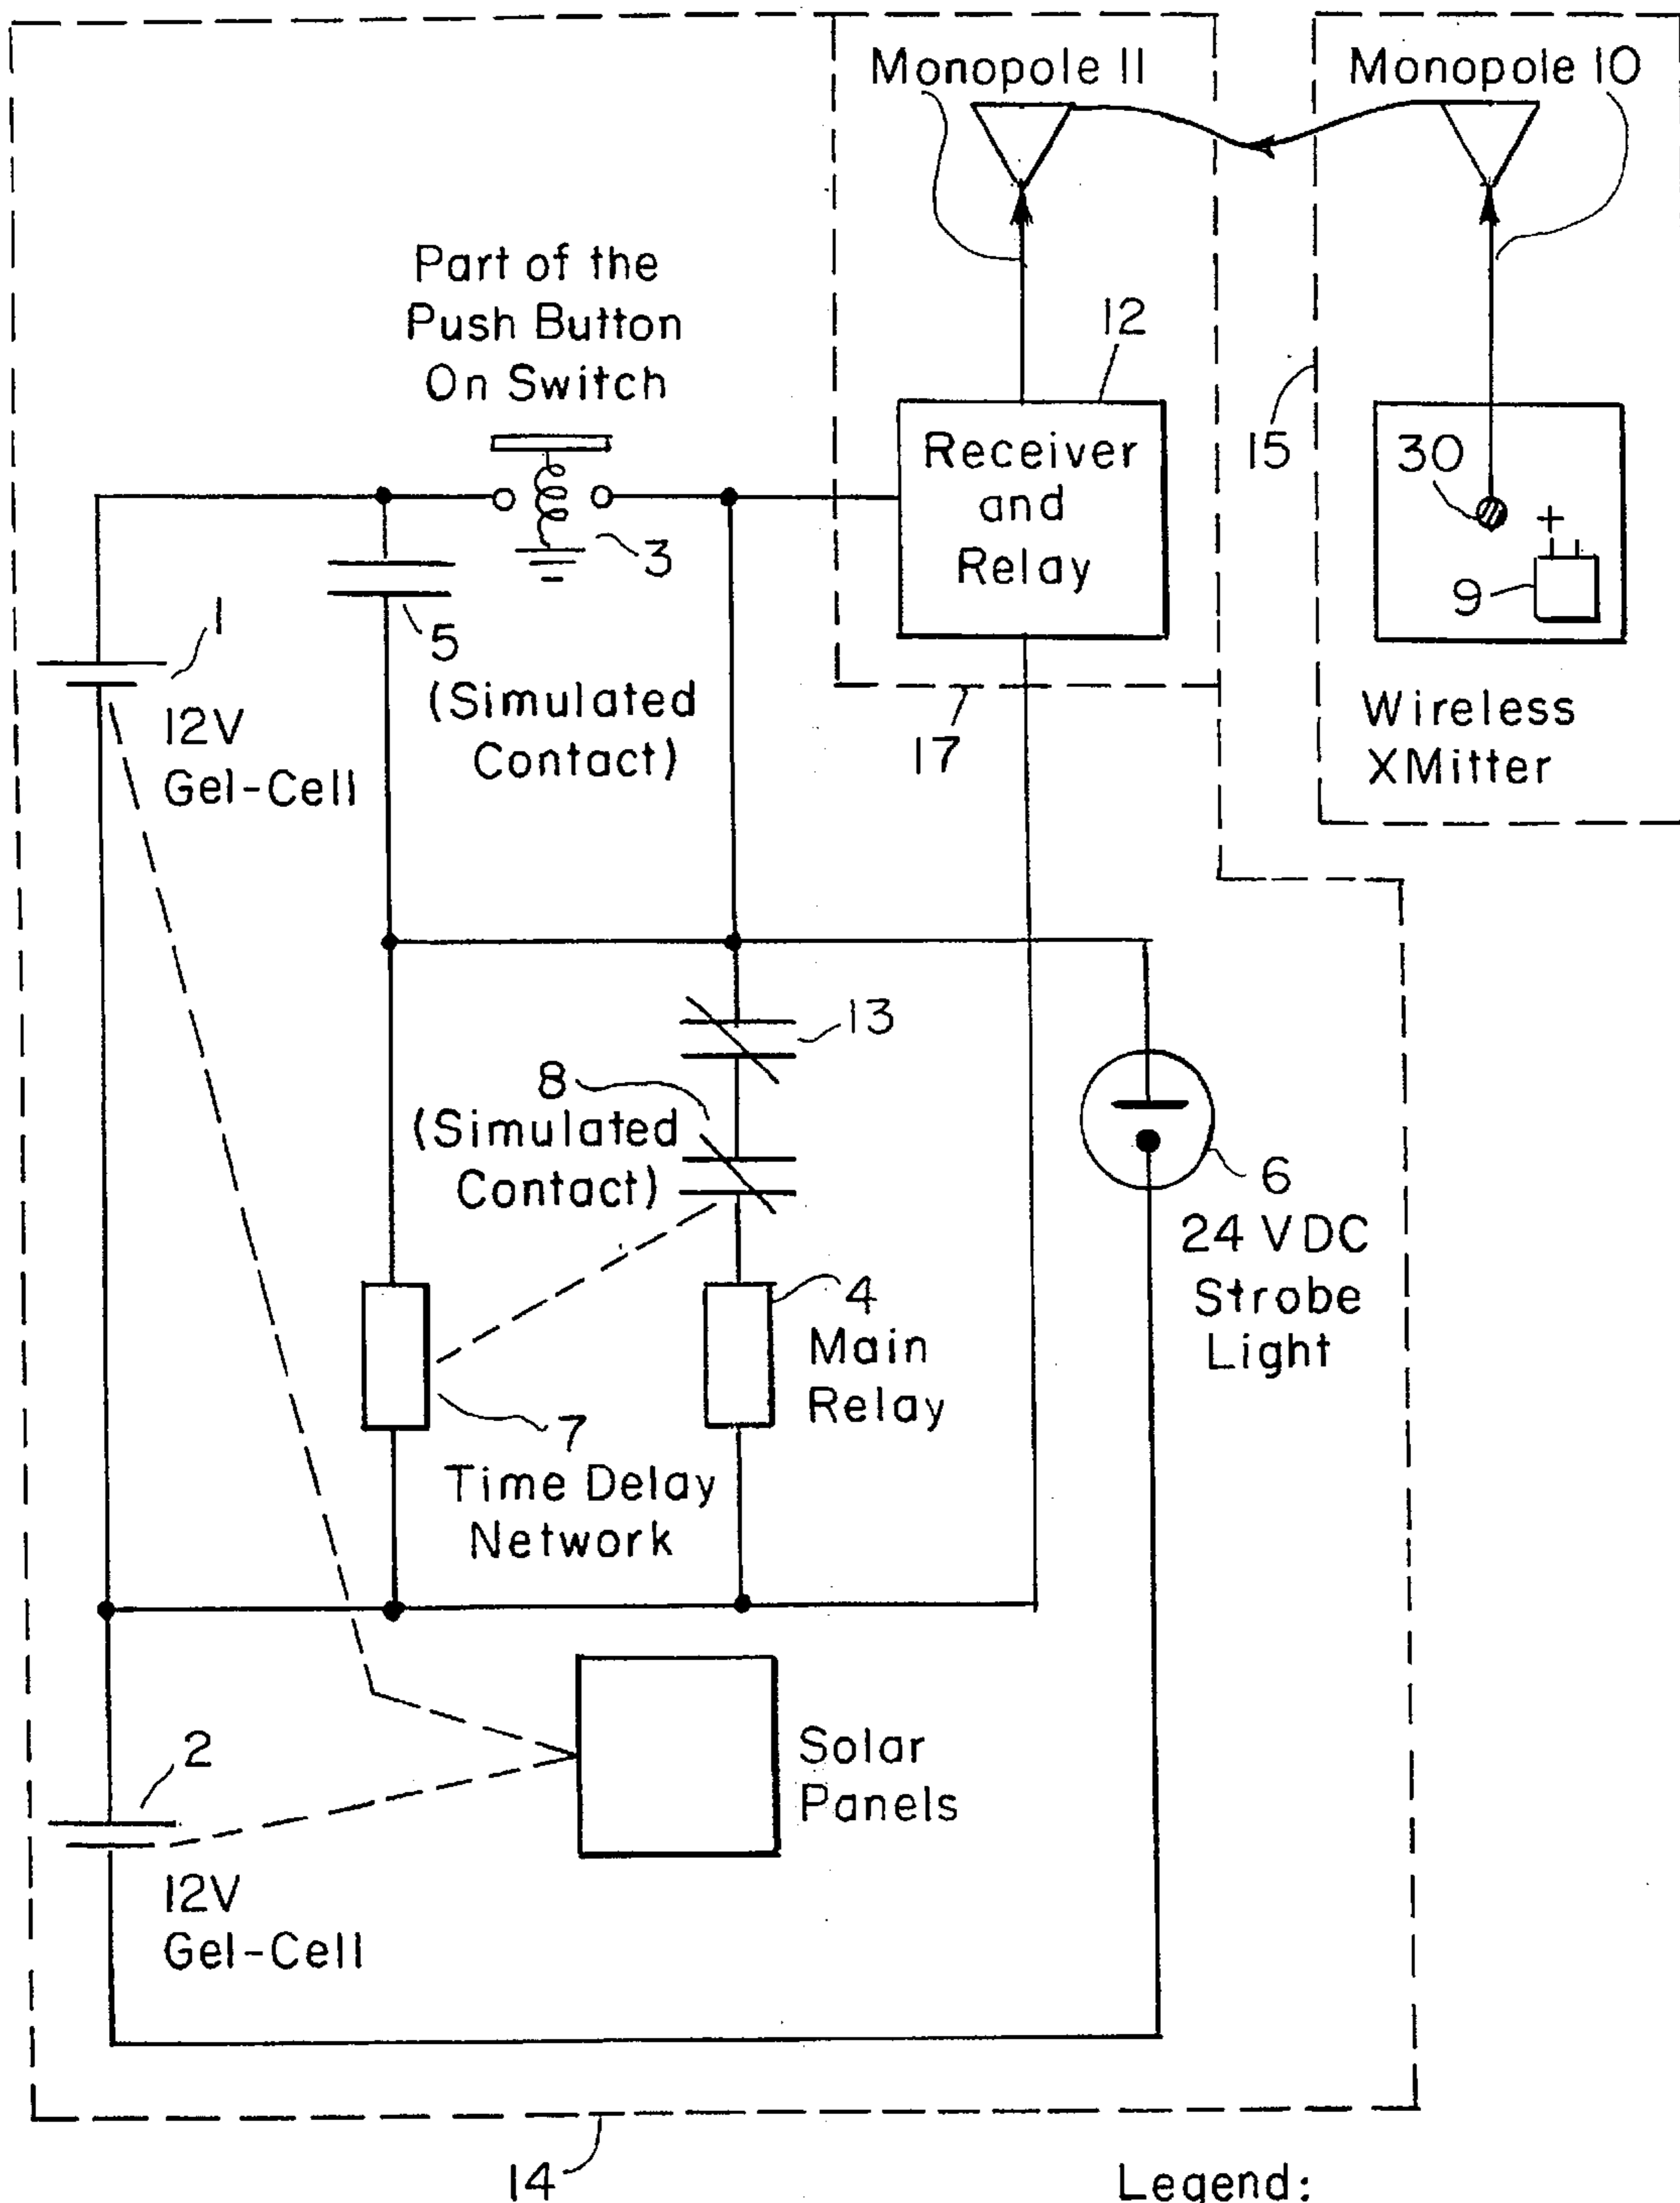 Monopole 11
Monopole 10
Part of the
Push Button
On Switch
12
Receiver
and
Relay
15
30
+
9
3
1
5
(Simulated
Contact)
12V
Gel-Cell
17
Wireless
XMitter
13
8
(Simulated
Contact)
6
24 VDC
Strobe
Light
4
Main
Relay
7
Time Delay
Network
2
Solar
Panels
12V
Gel-Cell
14
Legend: